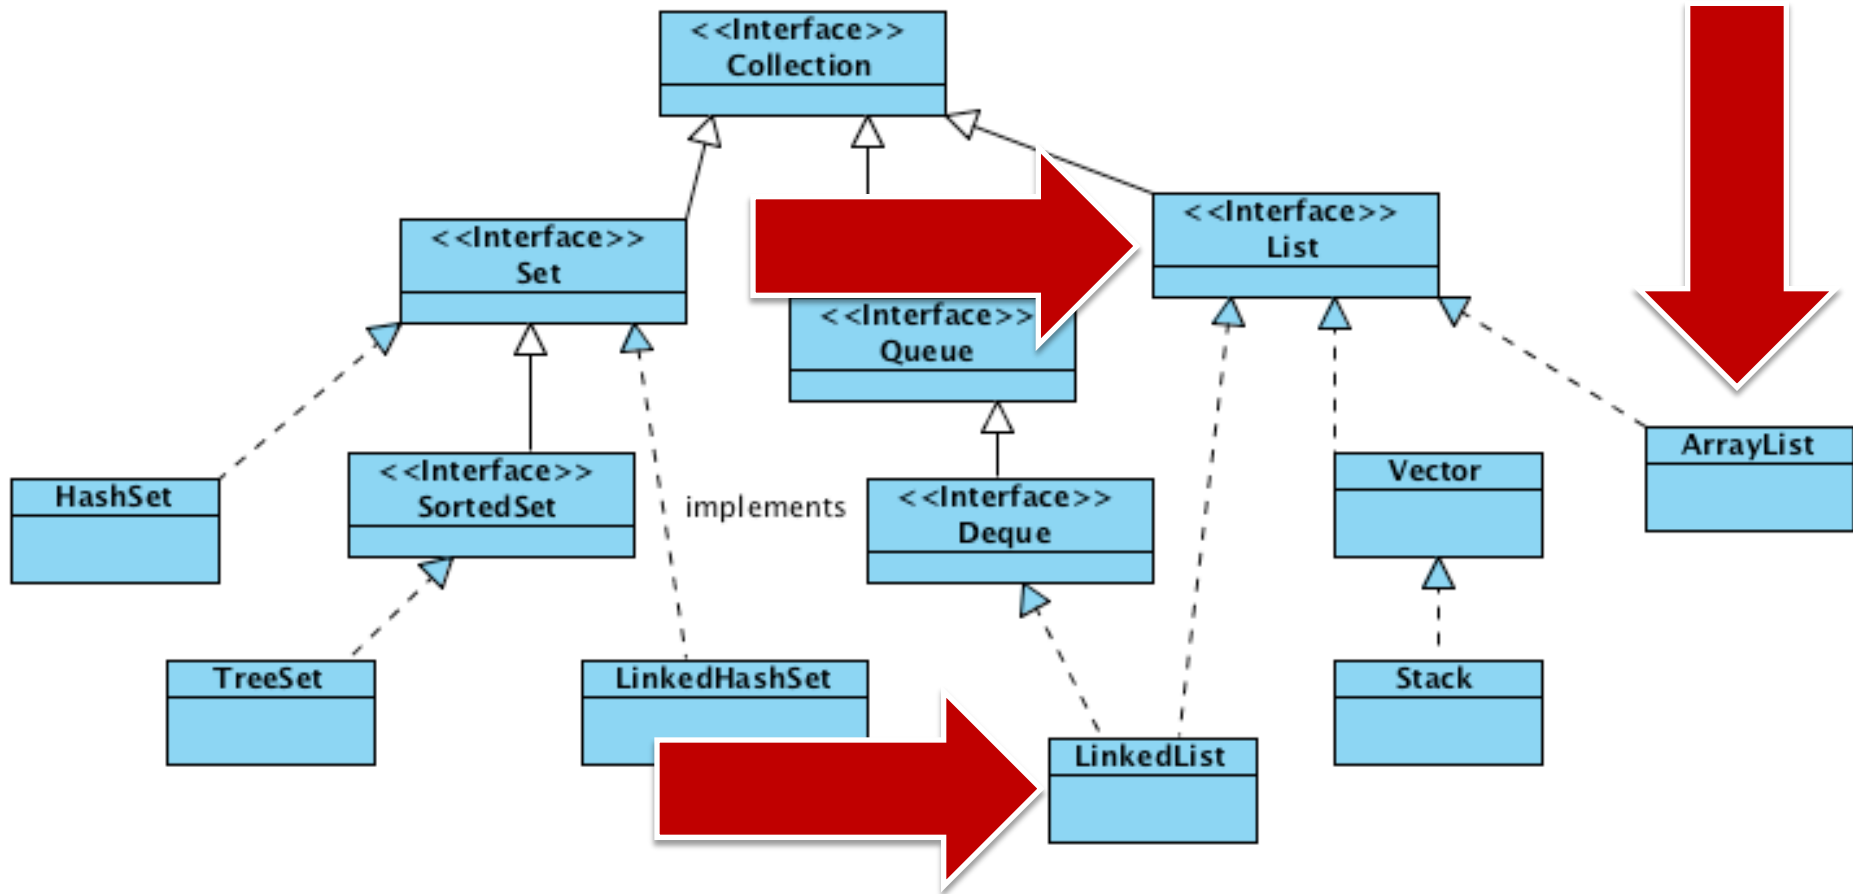 <<Interface>>
Collection
<<Interface>>
Set
<<Interface>>
List
<<Interface>>
Queue
HashSet
<<Interface>>
SortedSet
implements
<<Interface>>
Deque
Vector
ArrayList
TreeSet
LinkedHashSet
LinkedList
Stack